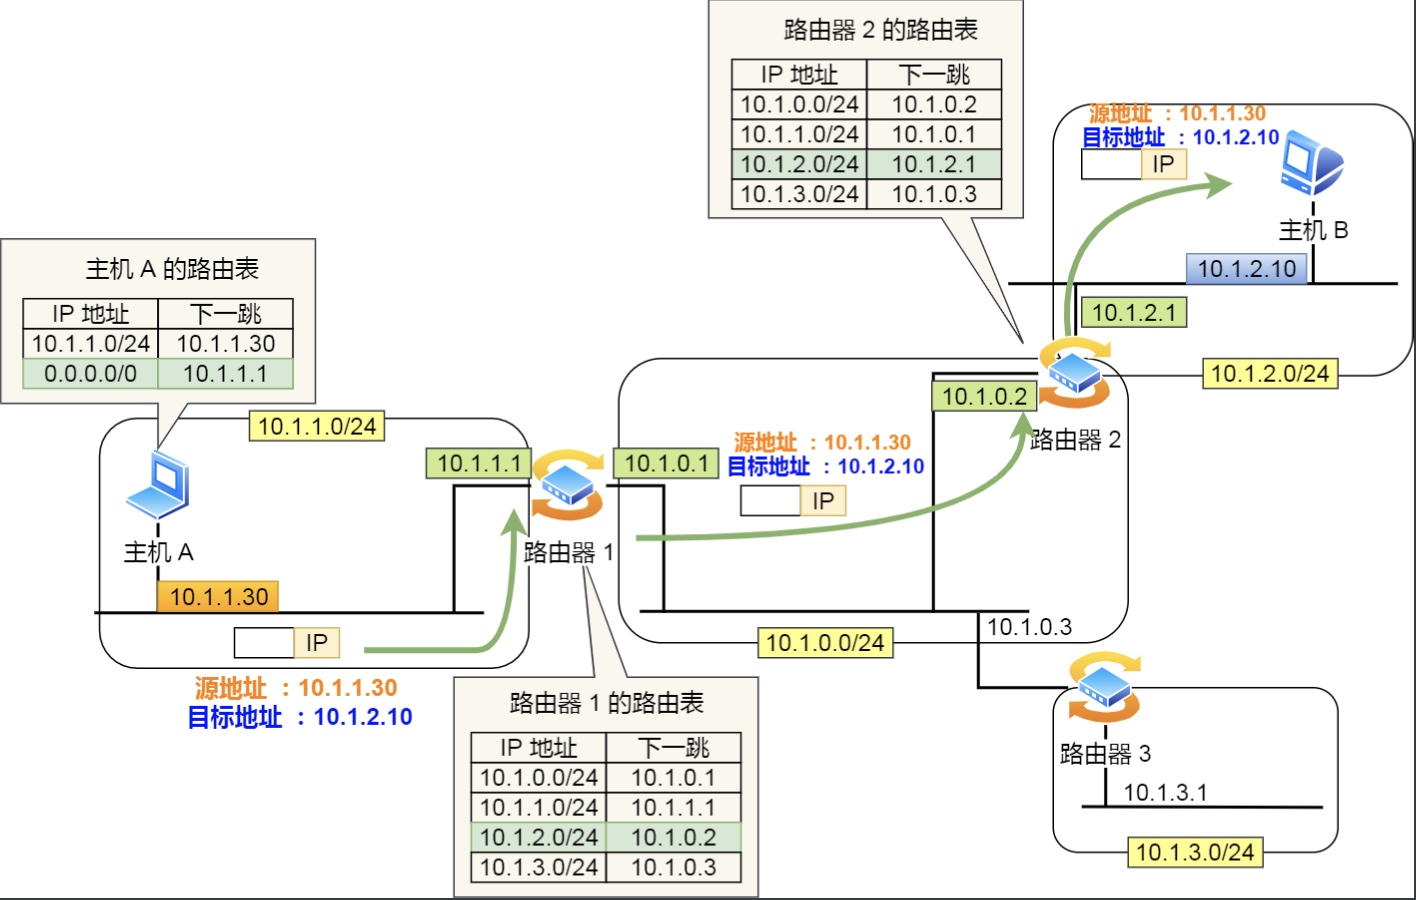 路由器 2 的路由表
IP 地址 下一跳
10.1.0.0/24 10.1.0.2
10.1.1.0/24 10.1.0.1
10.1.2.0/24 10.1.2.1
10.1.3.0/24 10.1.0.3
源地址 ：10.1.1.30
目标地址 ：10.1.2.10
IP
主机 B
10.1.2.10
10.1.2.1
10.1.2.0/24
主机 A 的路由表
IP 地址 下一跳
10.1.1.0/24 10.1.1.30
0.0.0.0/0 10.1.1.1
10.1.1.0/24
10.1.1.1
10.1.0.1
主机 A
10.1.1.30
IP
源地址 ：10.1.1.30
目标地址 ：10.1.2.10
路由器 1
10.1.0.2
路由器 2
源地址 ：10.1.1.30
目标地址 ：10.1.2.10
IP
10.1.0.0/24
10.1.0.3
路由器 1 的路由表
IP 地址 下一跳
10.1.0.0/24 10.1.0.1
10.1.1.0/24 10.1.1.1
10.1.2.0/24 10.1.0.2
10.1.3.0/24 10.1.0.3
路由器 3
10.1.3.1
10.1.3.0/24